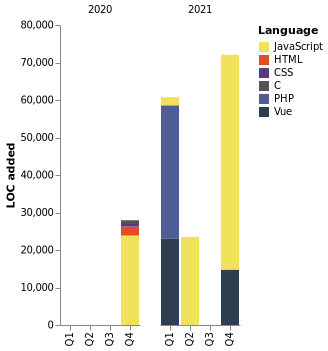 2020 2021
Language
JavaScript
HTML
CSS
C
PHP
Vue
LOC added
80,000
70,000
60,000
50,000
40,000
30,000
20,000
10,000
0
Q1 Q2 Q3 Q4 Q1 Q2 Q3 Q4